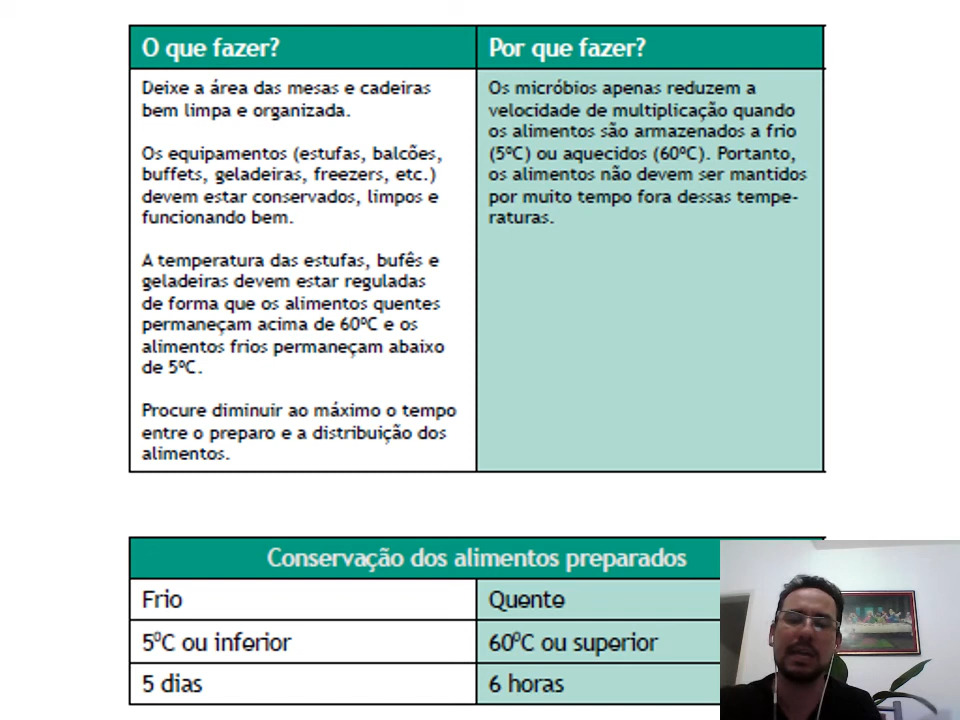 O que fazer?
Por que fazer?
Deixe a área das mesas e cadeiras
bem limpa e organizada.
Os equipamentos (estufas, balcões,
buffets, geladeiras, freezers, etc.)
devem estar conservados, limpos e
funcionando bem.
A temperatura das estufas, bufês e
geladeiras devem estar reguladas
de forma que os alimentos quentes
permaneçam acima de 60ºC e os
alimentos frios permaneçam abaixo
de 5ºC.
Procure diminuir ao máximo o tempo
entre o preparo e a distribuição dos
alimentos.
Os micróbios apenas reduzem a
velocidade de multiplicação quando
os alimentos são armazenados a frio
(5ºC) ou aquecidos (60ºC). Portanto,
os alimentos não devem ser mantidos
por muito tempo fora dessas tempe-
raturas.
Conservação dos alimentos preparados
Frio
Quente
5⁰C ou inferior
60⁰C ou superior
5 dias
6 horas